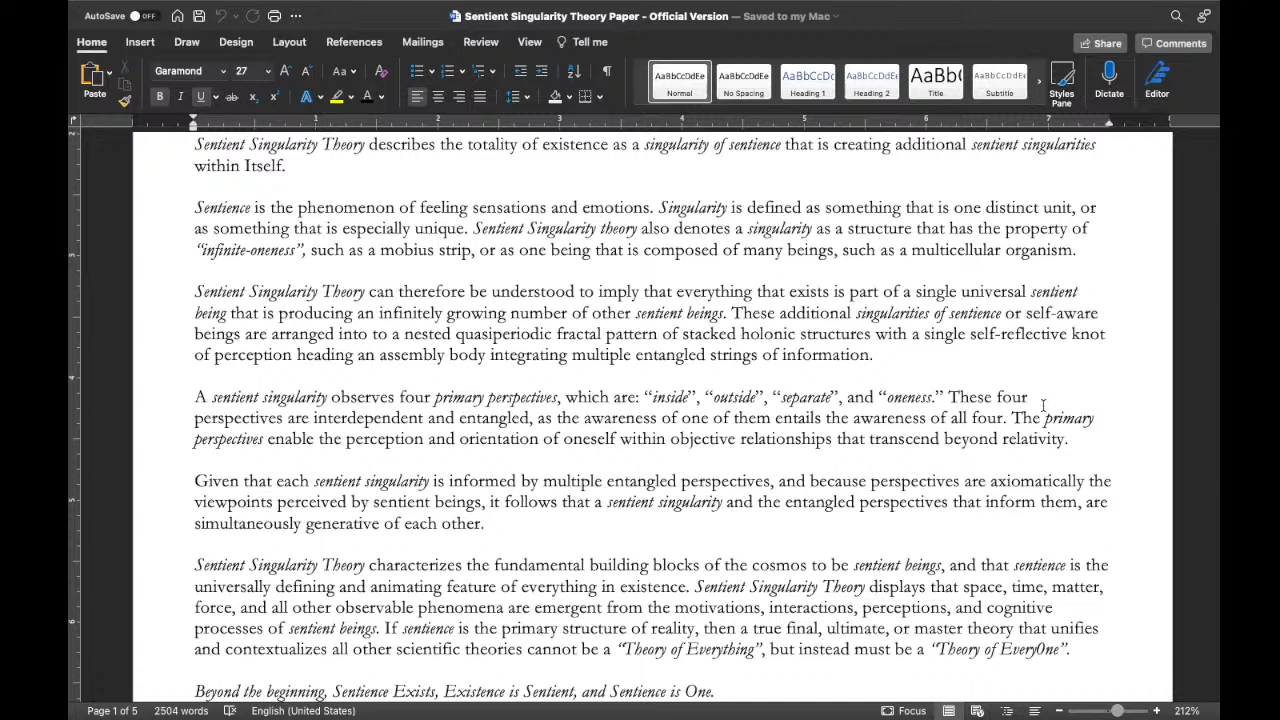 AutoSave OFF
Sentient Singularity Theory Paper - Official Version — Saved to my Mac
Home Insert Draw Design Layout References Mailings Review View Tell me
Share Comments
Paste
Garamond 27
Aa
B I U ab x2 x2 A A
AaBbCcDdEe AaBbCcDdEe AaBbCcDc AaBbCcDdEe AaBb( AaBbCcDdEe
Normal No Spacing Heading 1 Heading 2 Title Subtitle
Styles Pane
Dictate
Editor
1 2 3 4 5 6 7
Sentient Singularity Theory describes the totality of existence as a singularity of sentience that is creating additional sentient singularities
within Itself.
Sentience is the phenomenon of feeling sensations and emotions. Singularity is defined as something that is one distinct unit, or
as something that is especially unique. Sentient Singularity theory also denotes a singularity as a structure that has the property of
“infinite-oneness”, such as a mobius strip, or as one being that is composed of many beings, such as a multicellular organism.
Sentient Singularity Theory can therefore be understood to imply that everything that exists is part of a single universal sentient
being that is producing an infinitely growing number of other sentient beings. These additional singularities of sentience or self-aware
beings are arranged into to a nested quasiperiodic fractal pattern of stacked holonic structures with a single self-reflective knot
of perception heading an assembly body integrating multiple entangled strings of information.
A sentient singularity observes four primary perspectives, which are: “inside”, “outside”, “separate”, and “oneness.” These four
perspectives are interdependent and entangled, as the awareness of one of them entails the awareness of all four. The primary
perspectives enable the perception and orientation of oneself within objective relationships that transcend beyond relativity.
Given that each sentient singularity is informed by multiple entangled perspectives, and because perspectives are axiomatically the
viewpoints perceived by sentient beings, it follows that a sentient singularity and the entangled perspectives that inform them, are
simultaneously generative of each other.
Sentient Singularity Theory characterizes the fundamental building blocks of the cosmos to be sentient beings, and that sentience is the
universally defining and animating feature of everything in existence. Sentient Singularity Theory displays that space, time, matter,
force, and all other observable phenomena are emergent from the motivations, interactions, perceptions, and cognitive
processes of sentient beings. If sentience is the primary structure of reality, then a true final, ultimate, or master theory that unifies
and contextualizes all other scientific theories cannot be a “Theory of Everything”, but instead must be a “Theory of Every0ne”.
Beyond the beginning, Sentience Exists, Existence is Sentient, and Sentience is One.
Page 1 of 5 2504 words English (United States) Focus 212%